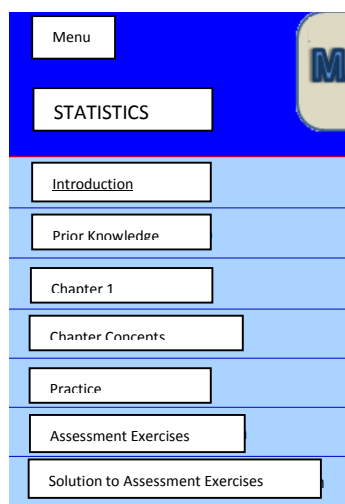 Menu
M
STATISTICS
Introduction
Prior Knowledge
Chapter 1
Chapter Concepts
Practice
Assessment Exercises
Solution to Assessment Exercises